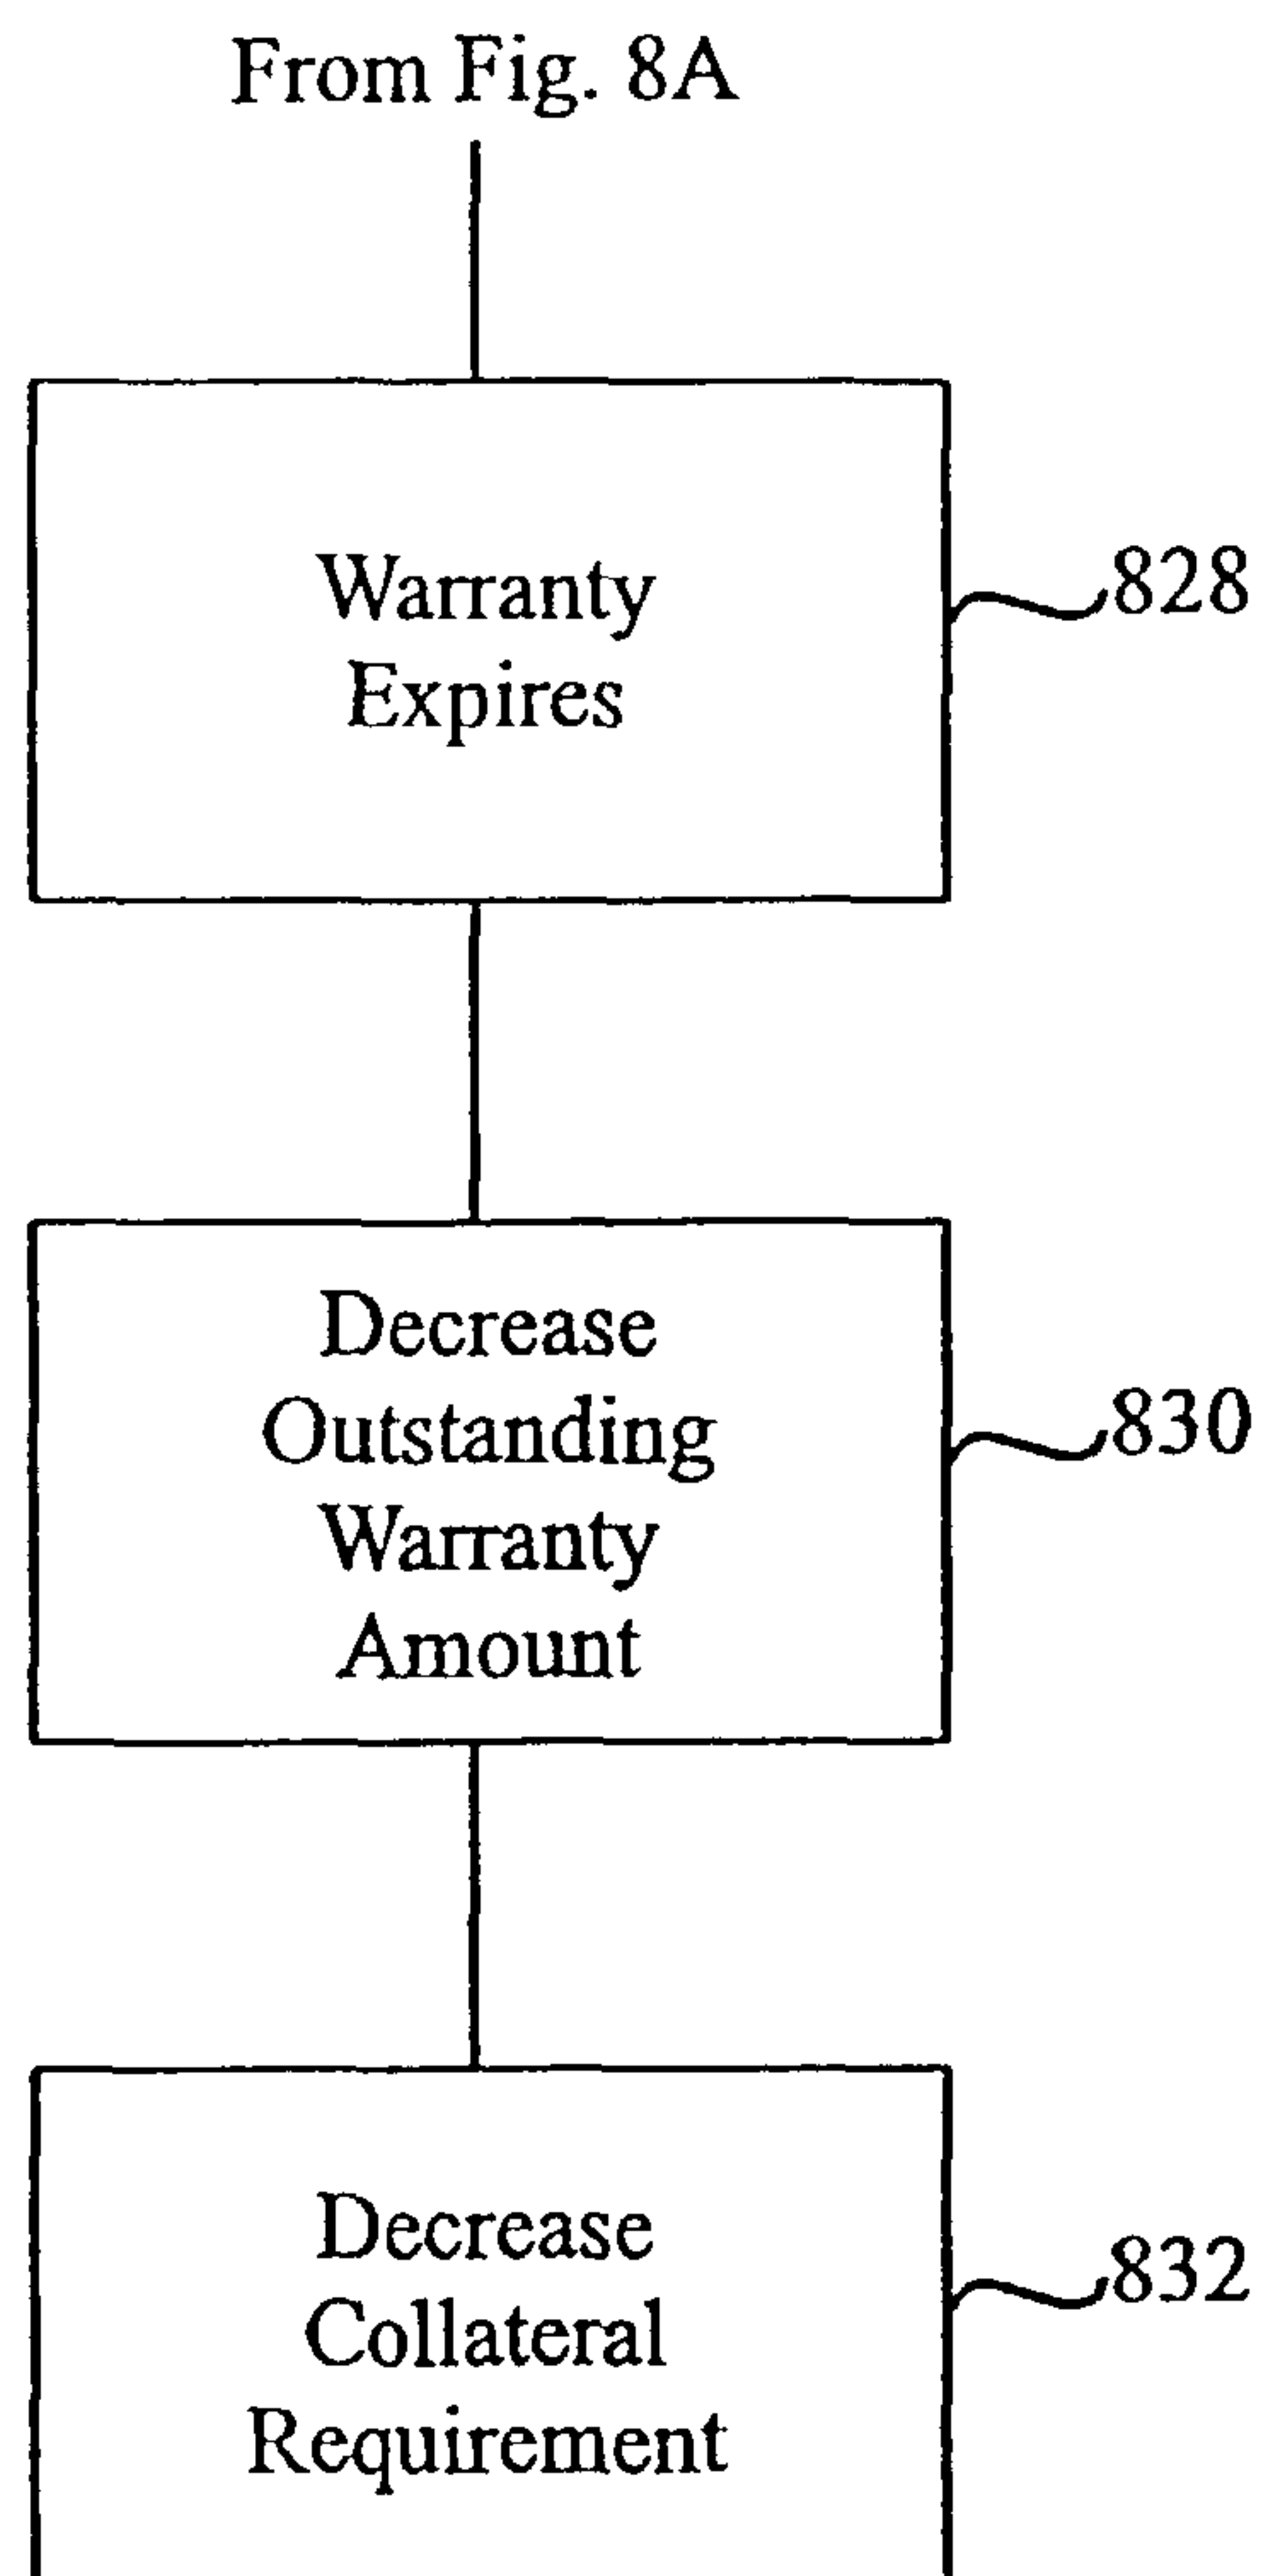 From Fig. 8A
Warranty
Expires
828
Decrease
Outstanding
Warranty
Amount
830
Decrease
Collateral
Requirement
832